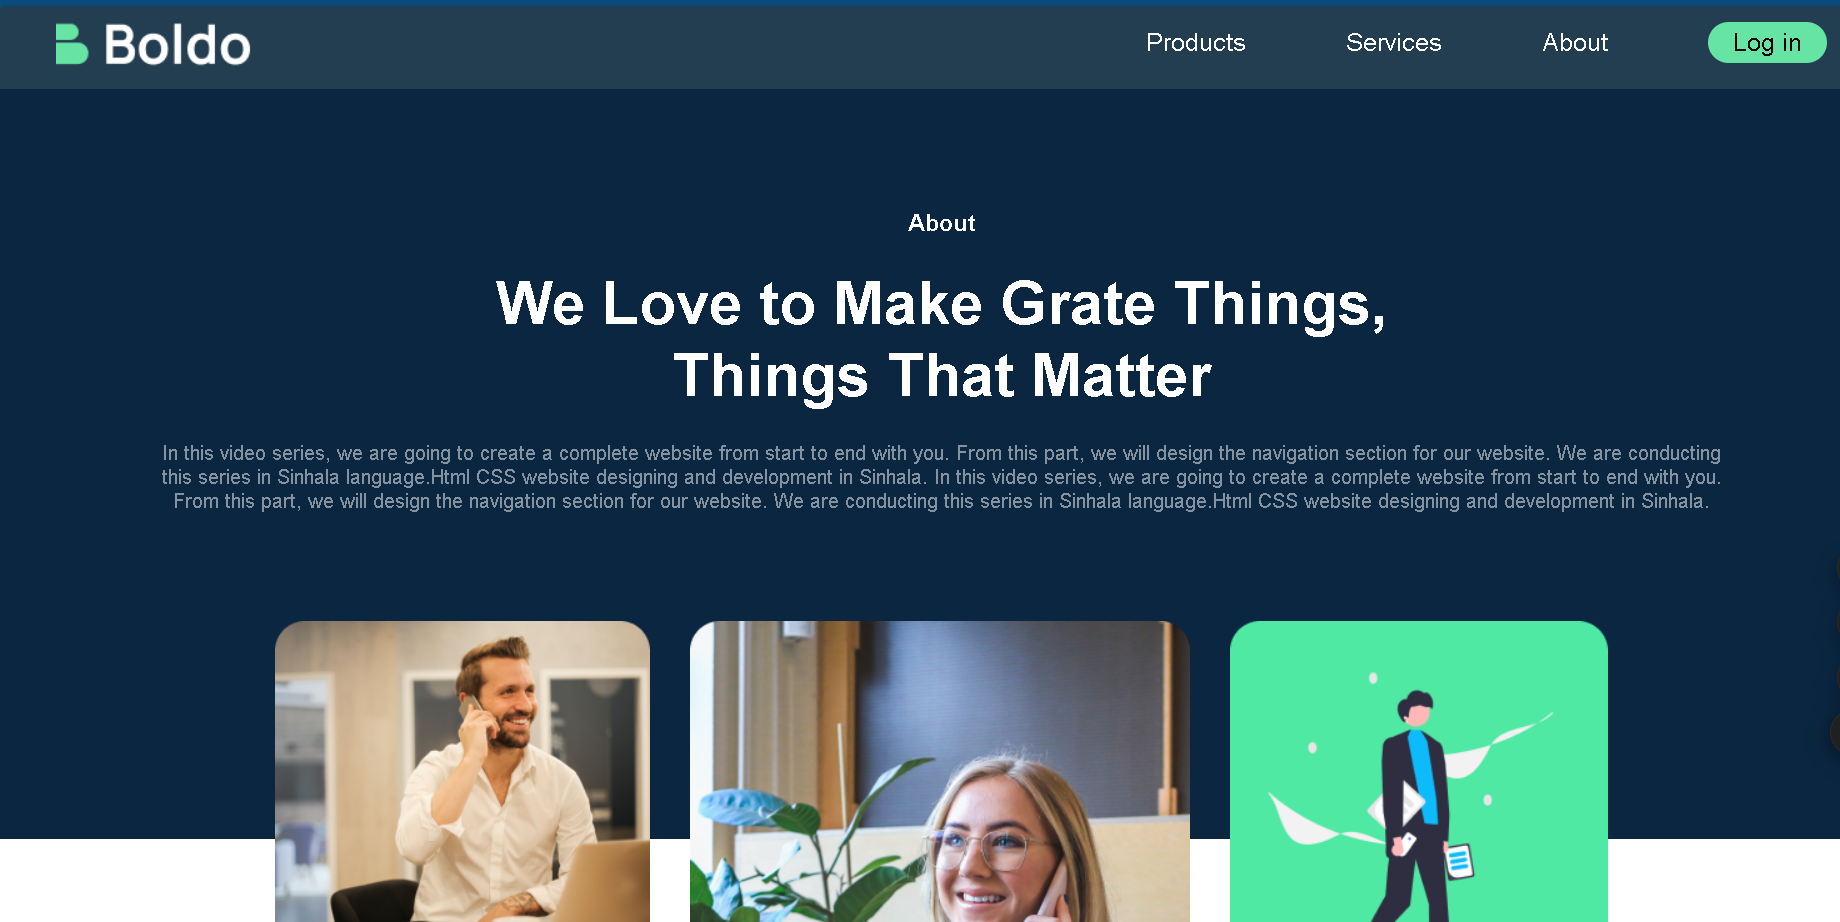 Boldo
Products
Services
About
Log in
About
We Love to Make Grate Things,
Things That Matter
In this video series, we are going to create a complete website from start to end with you. From this part, we will design the navigation section for our website. We are conducting
this series in Sinhala language.Html CSS website designing and development in Sinhala. In this video series, we are going to create a complete website from start to end with you.
From this part, we will design the navigation section for our website. We are conducting this series in Sinhala language.Html CSS website designing and development in Sinhala.